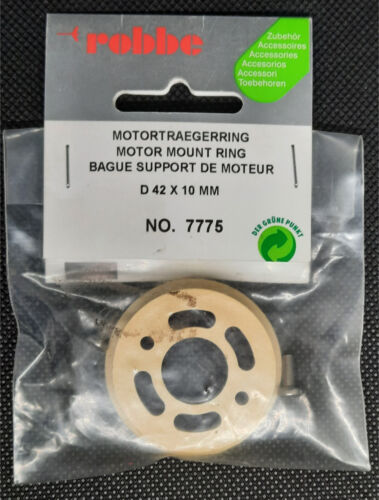 robbe
Zubehör
Accessoires
Accessories
Accesorios
Accessori
Toebehoren
MOTORTRAEGERRING
MOTOR MOUNT RING
BAGUE SUPPORT DE MOTEUR
D 42 X 10 MM
NO. 7775
DER GRÜNE PUNKT